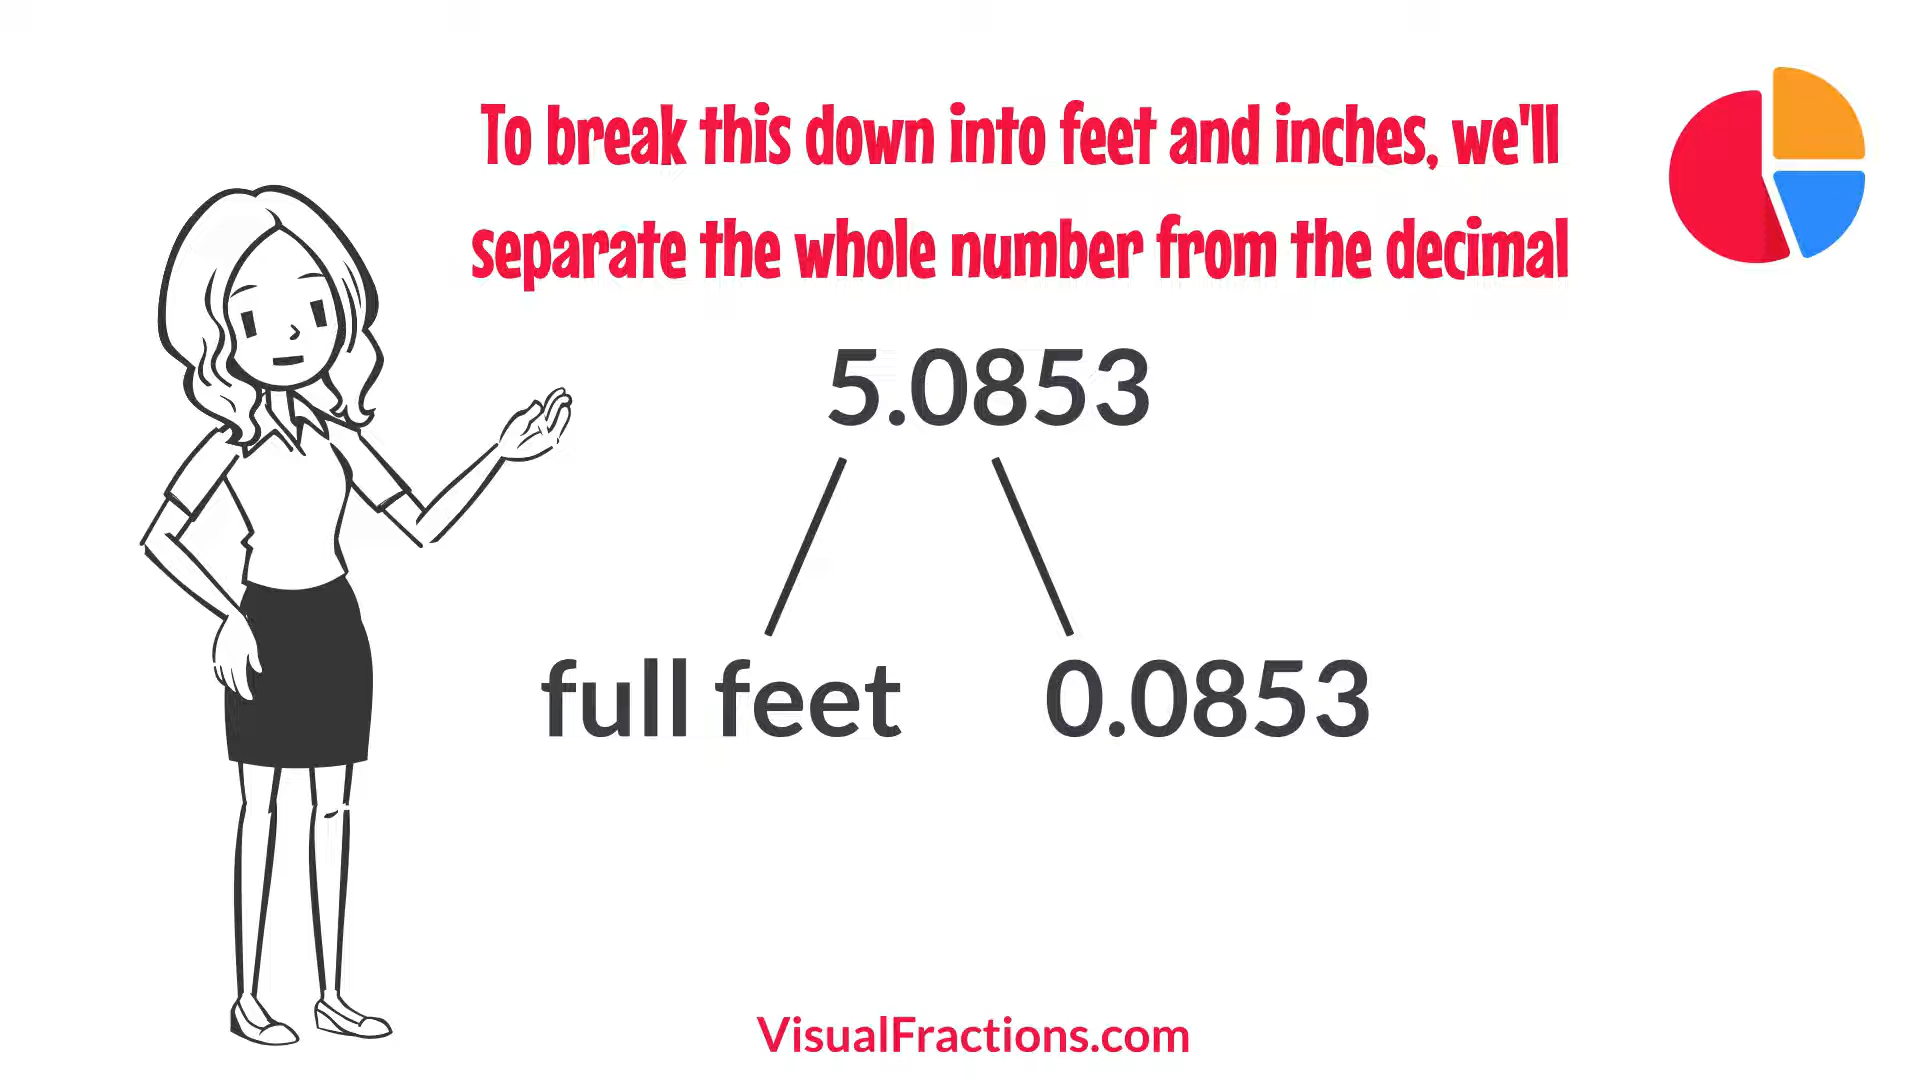 To break this down into feet and inches, we'll
separate the whole number from the decimal
5.0853
full feet 0.0853
VisualFractions.com